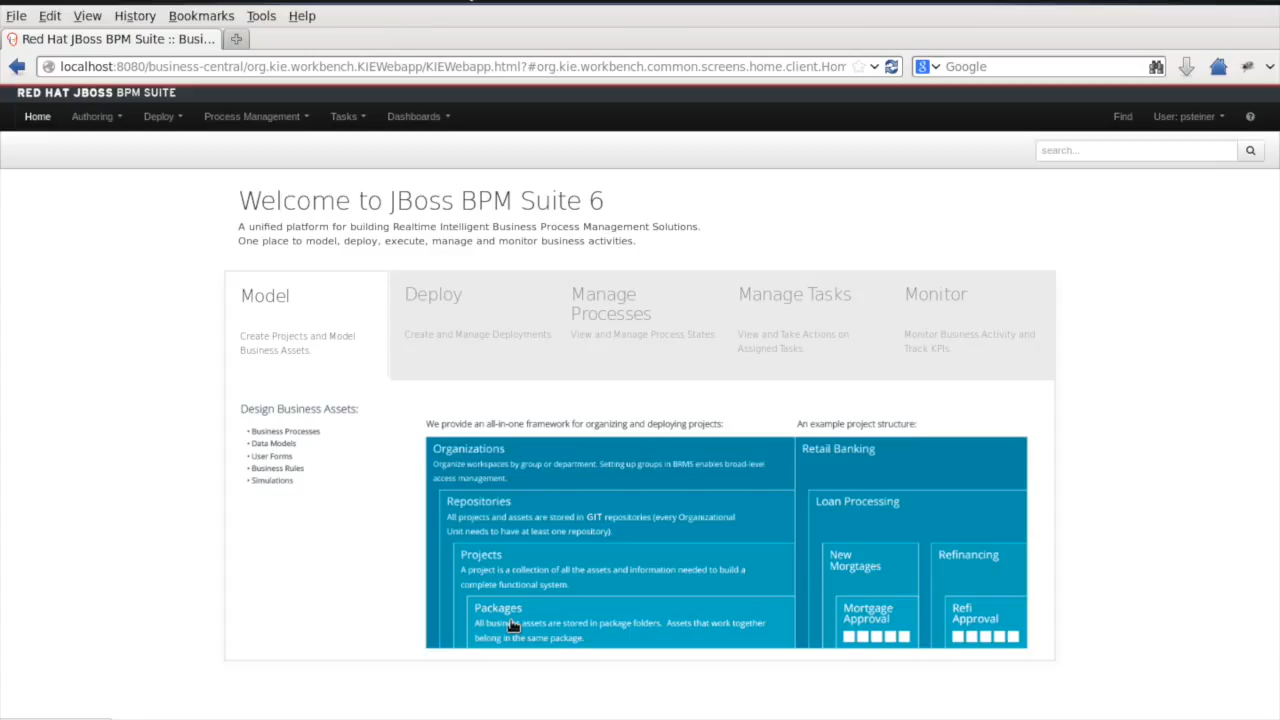 File Edit View History Bookmarks Tools Help
Red Hat JBoss BPM Suite :: Busi...
localhost:8080/business-central/org.kie.workbench.KIEWebapp/KIEWebapp.html?#org.kie.workbench.common.screens.home.client.Hom
Google
RED HAT JBOSS BPM SUITE
Home Authoring Deploy Process Management Tasks Dashboards Find User: psteiner
search...
Welcome to JBoss BPM Suite 6
A unified platform for building Realtime Intelligent Business Process Management Solutions.
One place to model, deploy, execute, manage and monitor business activities.
Model
Create Projects and Model
Business Assets.
Deploy
Create and Manage Deployments.
Manage
Processes
View and Manage Process States.
Manage Tasks
View and Take Actions on
Assigned Tasks.
Monitor
Monitor Business Activity and
Track KPIs.
Design Business Assets:
• Business Processes
• Data Models
• User Forms
• Business Rules
• Simulations
We provide an all-in-one framework for organizing and deploying projects:
Organizations
Organize workspaces by group or department. Setting up groups in BRMS enables broad-level
access management.
Repositories
All projects and assets are stored in GIT repositories (every Organizational
Unit needs to have at least one repository).
Projects
A project is a collection of all the assets and information needed to build a
complete functional system.
Packages
All business assets are stored in package folders. Assets that work together
belong in the same package.
An example project structure:
Retail Banking
Loan Processing
New
Morgtages
Refinancing
Mortgage
Approval
Refi
Approval